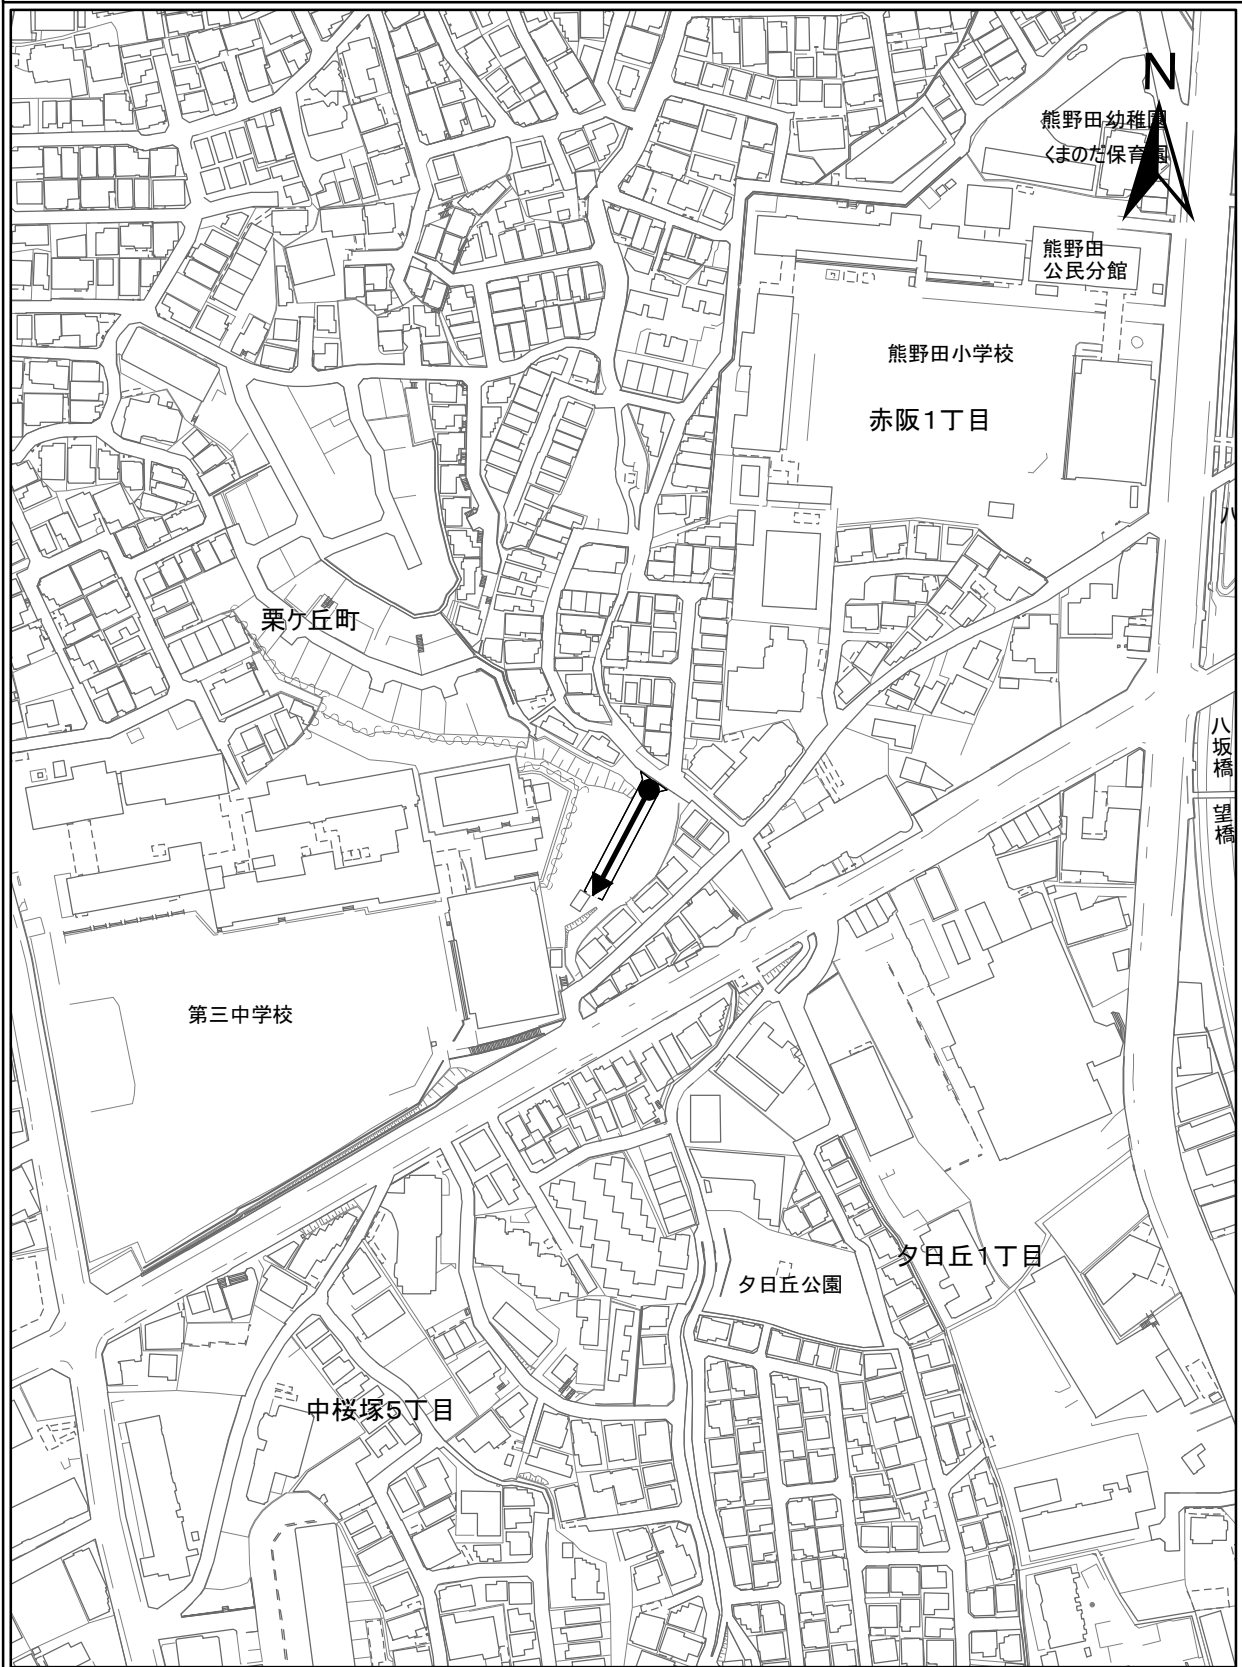 N
熊野田幼稚園
くまのだ保育園
熊野田
公民分館
熊野田小学校
赤阪1丁目
八
栗ケ丘町
八坂橋
望橋
第三中学校
夕日丘1丁目
夕日丘公園
中桜塚5丁目